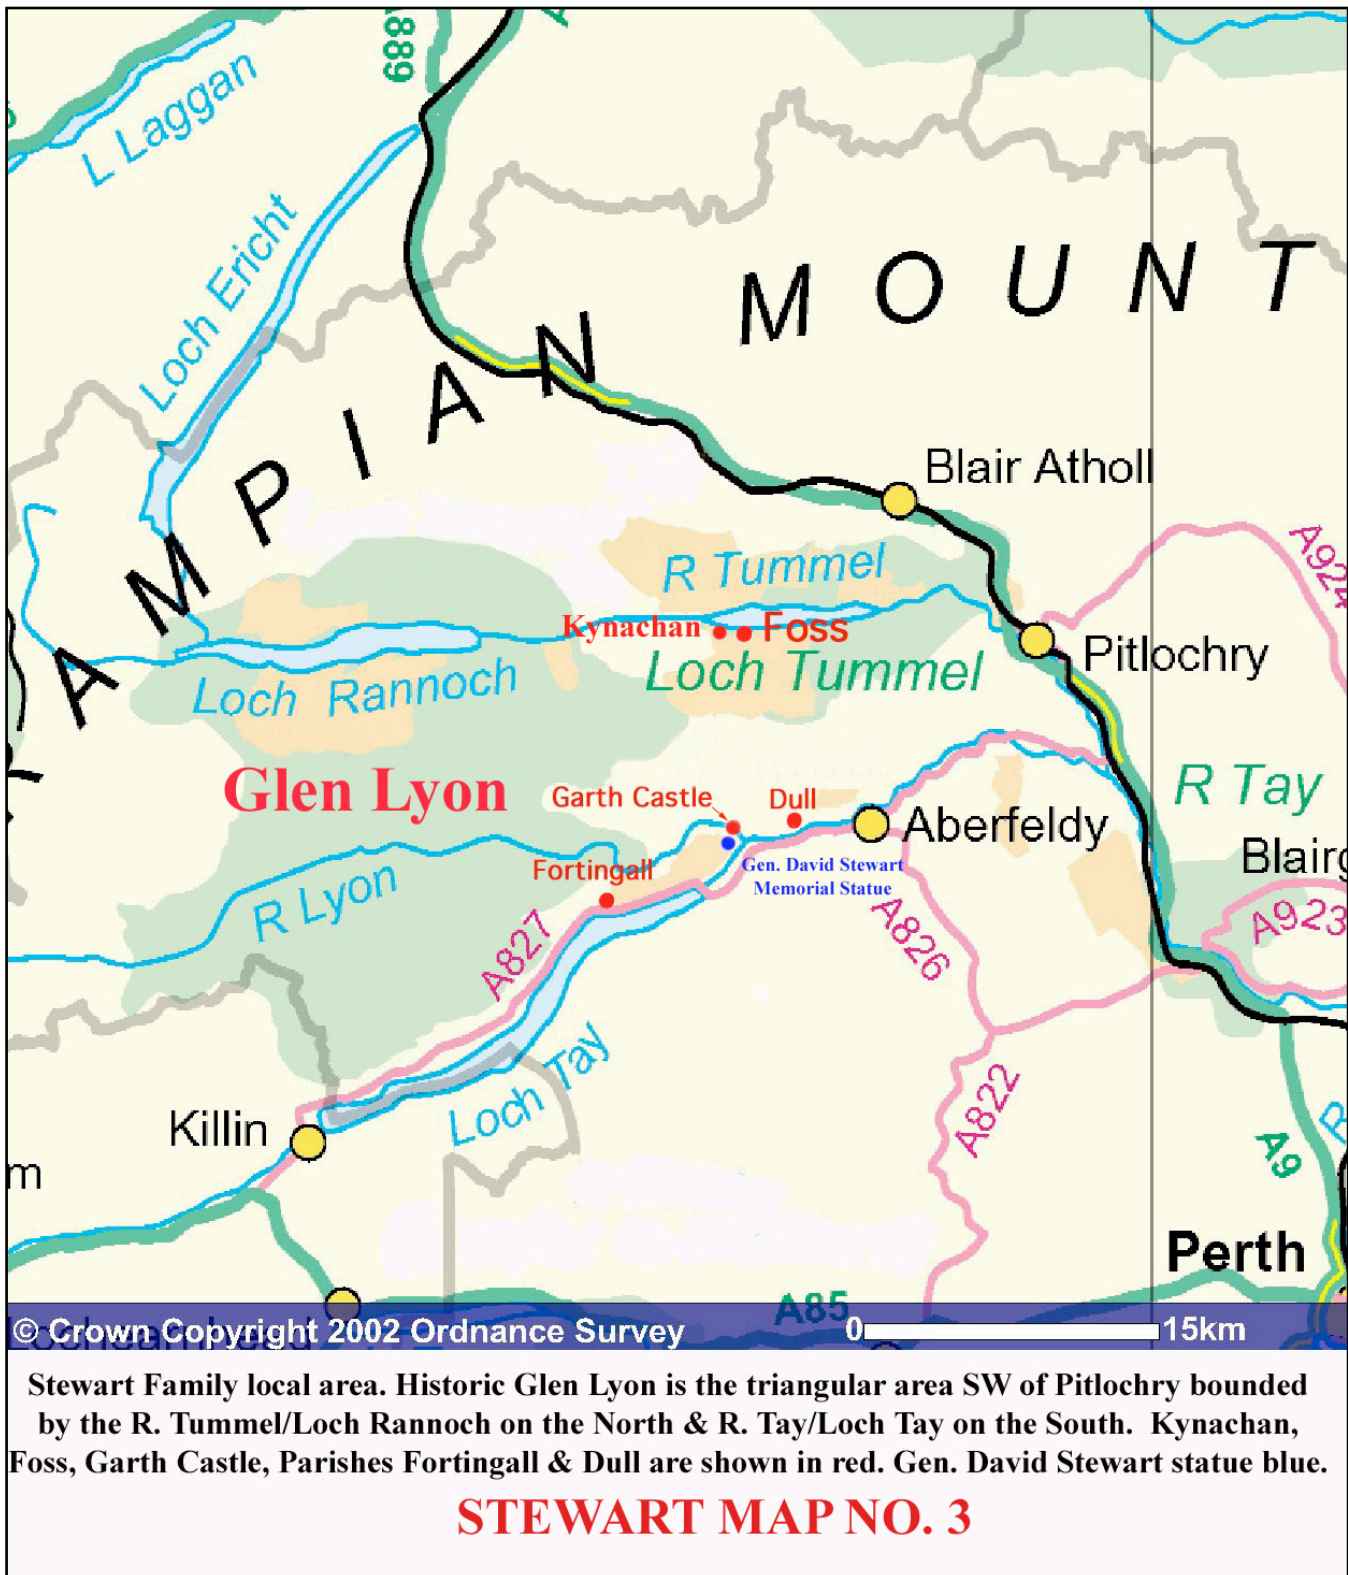 A889
L Laggan
Loch Ericht
M O U N T
A M P I A N
Blair Atholl
A924
R Tummel
Kynachan
Foss
Pitlochry
Loch Tummel
Loch Rannoch
Glen Lyon
R Tay
Garth Castle
Dull
Aberfeldy
Blairg
Fortingall
Gen. David Stewart
Memorial Statue
R Lyon
A827
A826
A923
Loch Tay
A822
Killin
A9
R
m
Perth
A85
Lochearnhead
© Crown Copyright 2002 Ordnance Survey
0 15km
Stewart Family local area. Historic Glen Lyon is the triangular area SW of Pitlochry bounded
by the R. Tummel/Loch Rannoch on the North & R. Tay/Loch Tay on the South. Kynachan,
Foss, Garth Castle, Parishes Fortingall & Dull are shown in red. Gen. David Stewart statue blue.
STEWART MAP NO. 3